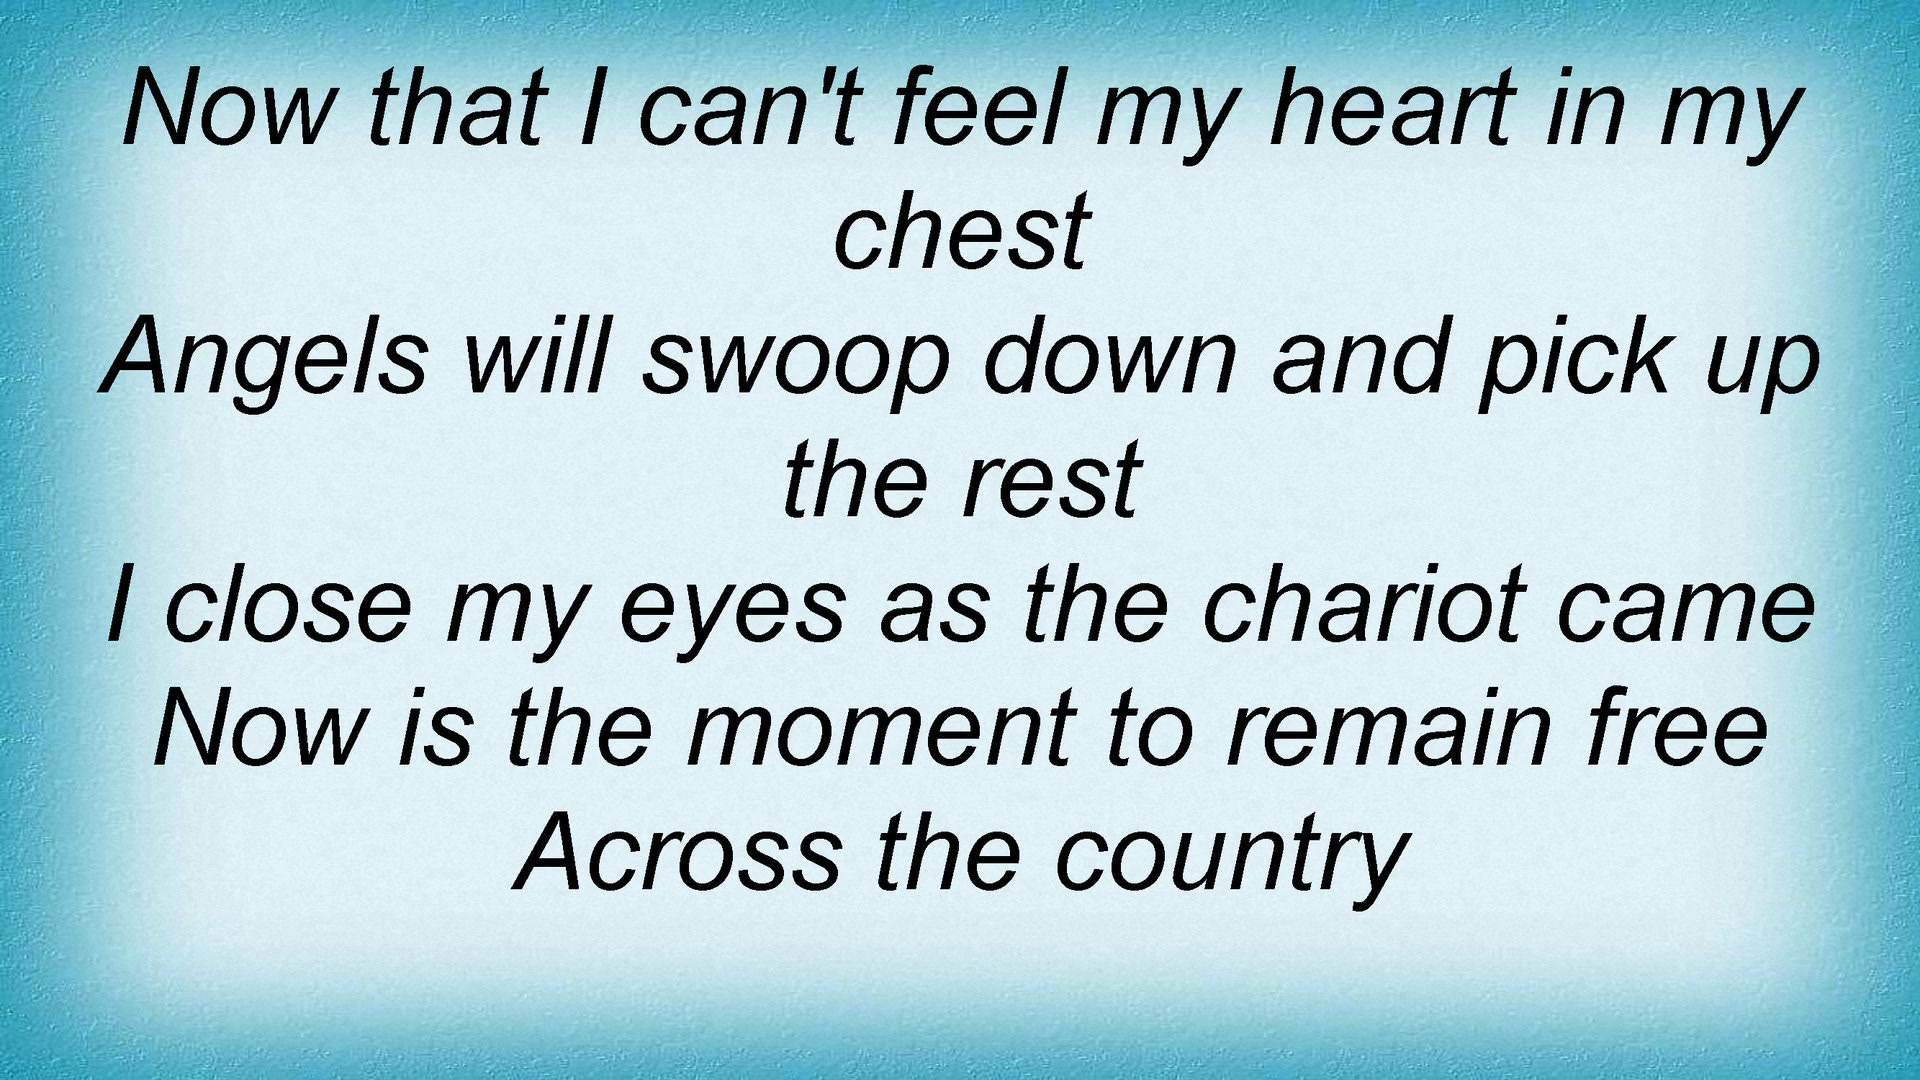 Now that I can't feel my heart in my
chest
Angels will swoop down and pick up
the rest
I close my eyes as the chariot came
Now is the moment to remain free
Across the country